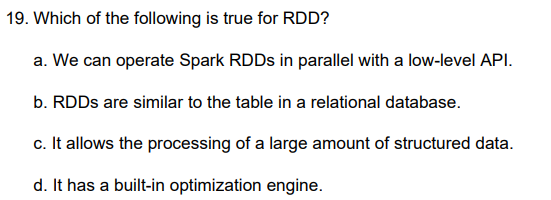 19. Which of the following is true for RDD?
a. We can operate Spark RDDs in parallel with a low-level API.
b. RDDs are similar to the table in a relational database.
c. It allows the processing of a large amount of structured data.
d. It has a built-in optimization engine.